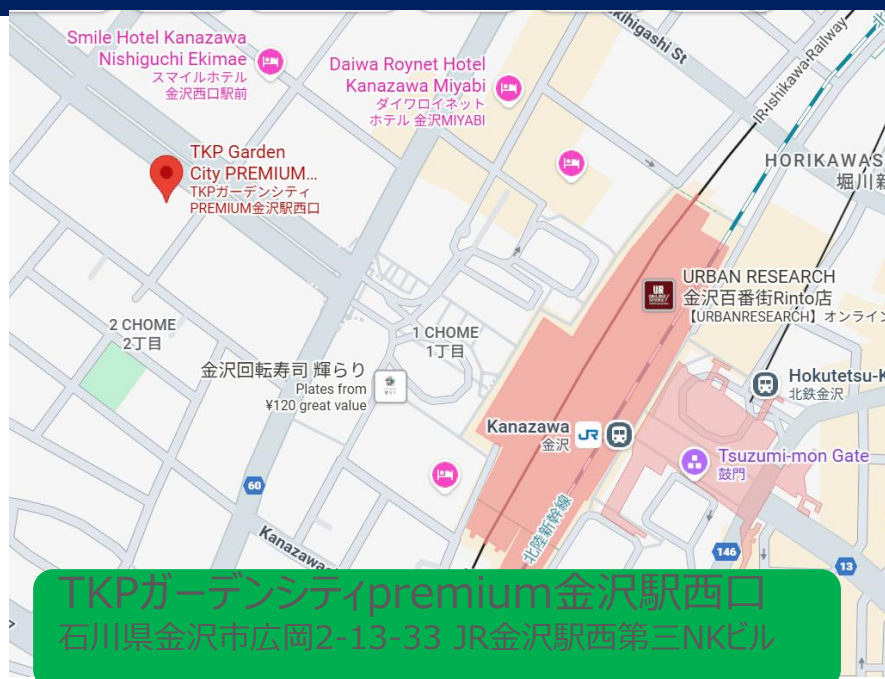 Smile Hotel Kanazawa
Nishiguchi Ekimae
スマイルホテル
金沢西口駅前
Daiwa Roynet Hotel
Kanazawa Miyabi
ダイワロイネット
ホテル 金沢MIYABI
kihigashi St
IR-Ishikawa-Railway
TKP Garden
City PREMIUM...
TKPガーデンシティ
PREMIUM金沢駅西口
HORIKAWAS
堀川新
UR
URBAN RESEARCH
金沢百番街Rinto店
【URBANRESEARCH】オンライン
2 CHOME
2丁目
1 CHOME
1丁目
金沢回転寿司 輝らり
Plates from
¥120 great value
Hokutetsu-K
北鉄金沢
Kanazawa
金沢
JR
Tsuzumi-mon Gate
鼓門
60
北陸新幹線
146
13
TKPガーデンシティpremium金沢駅西口
石川県金沢市広岡2-13-33 JR金沢駅西第三NKビル